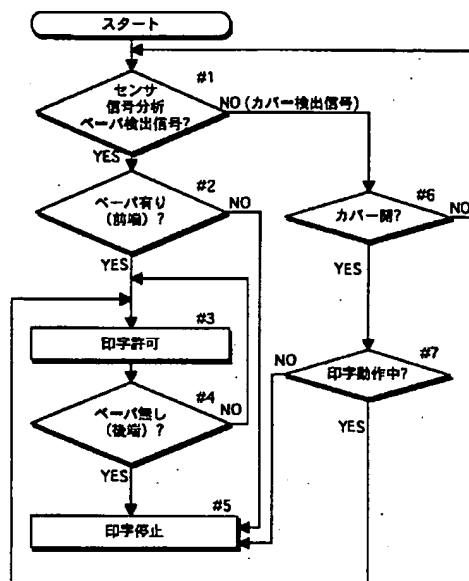 スタート
#1
センサ
信号分析
ペーパ検出信号?
NO (カバー検出信号)
YES
#2
ペーパ有り
(前端) ?
NO
YES
#6
カバー開?
NO
YES
#3
印字許可
#4
ペーパ無し
(後端) ?
NO
YES
#7
印字動作中?
NO
YES
#5
印字停止